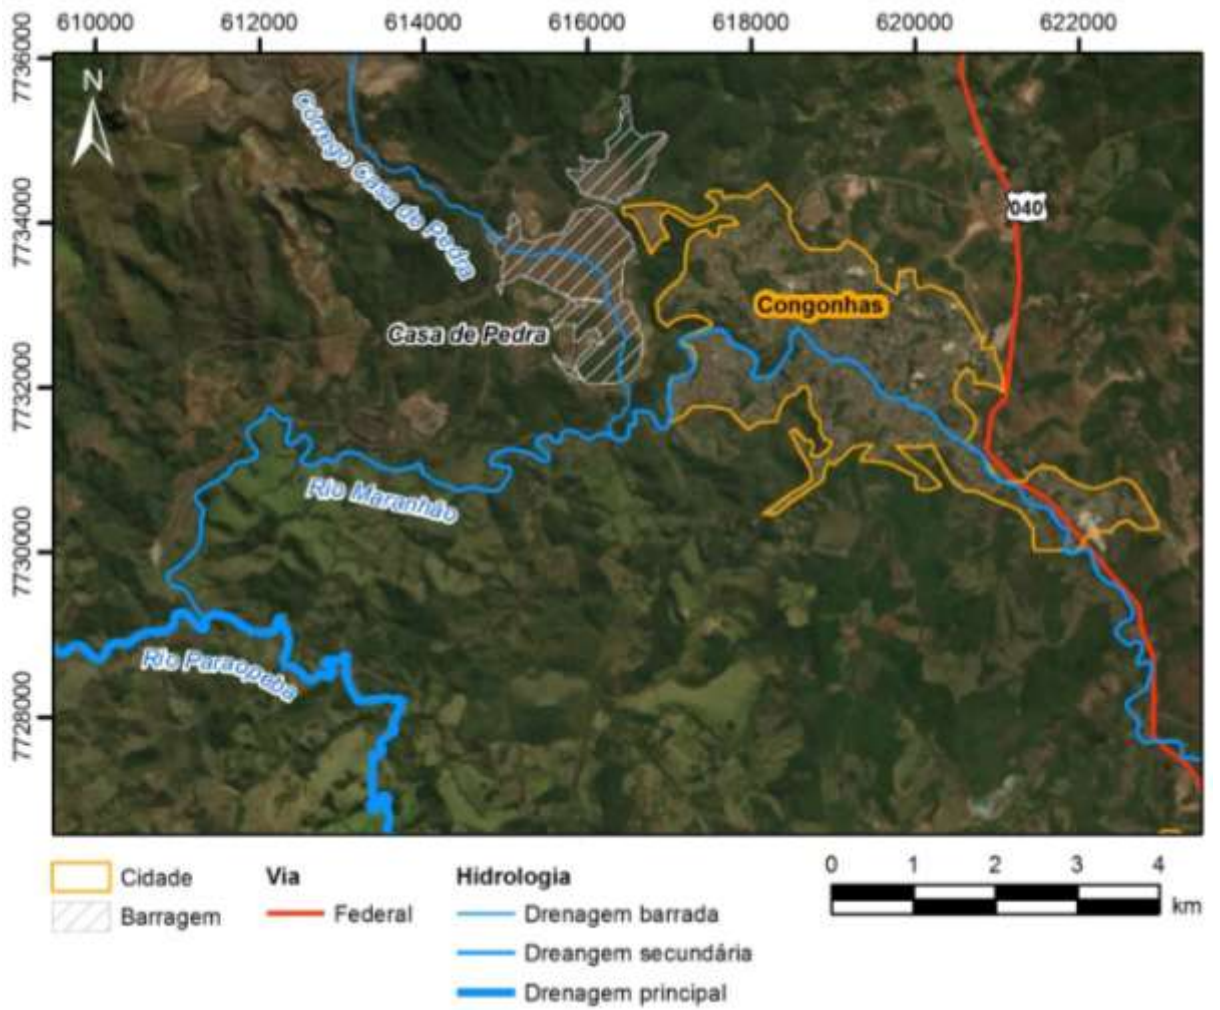 610000 612000 614000 616000 618000 620000 622000
7736000
7734000
7732000
7730000
7728000
N
Córrego Casa de Pedra
040
Congonhas
Casa de Pedra
Rio Maranhão
Rio Paraopeba
Cidade
Barragem
Via
Federal
Hidrologia
Drenagem barrada
Dreangem secundária
Drenagem principal
0 1 2 3 4
km